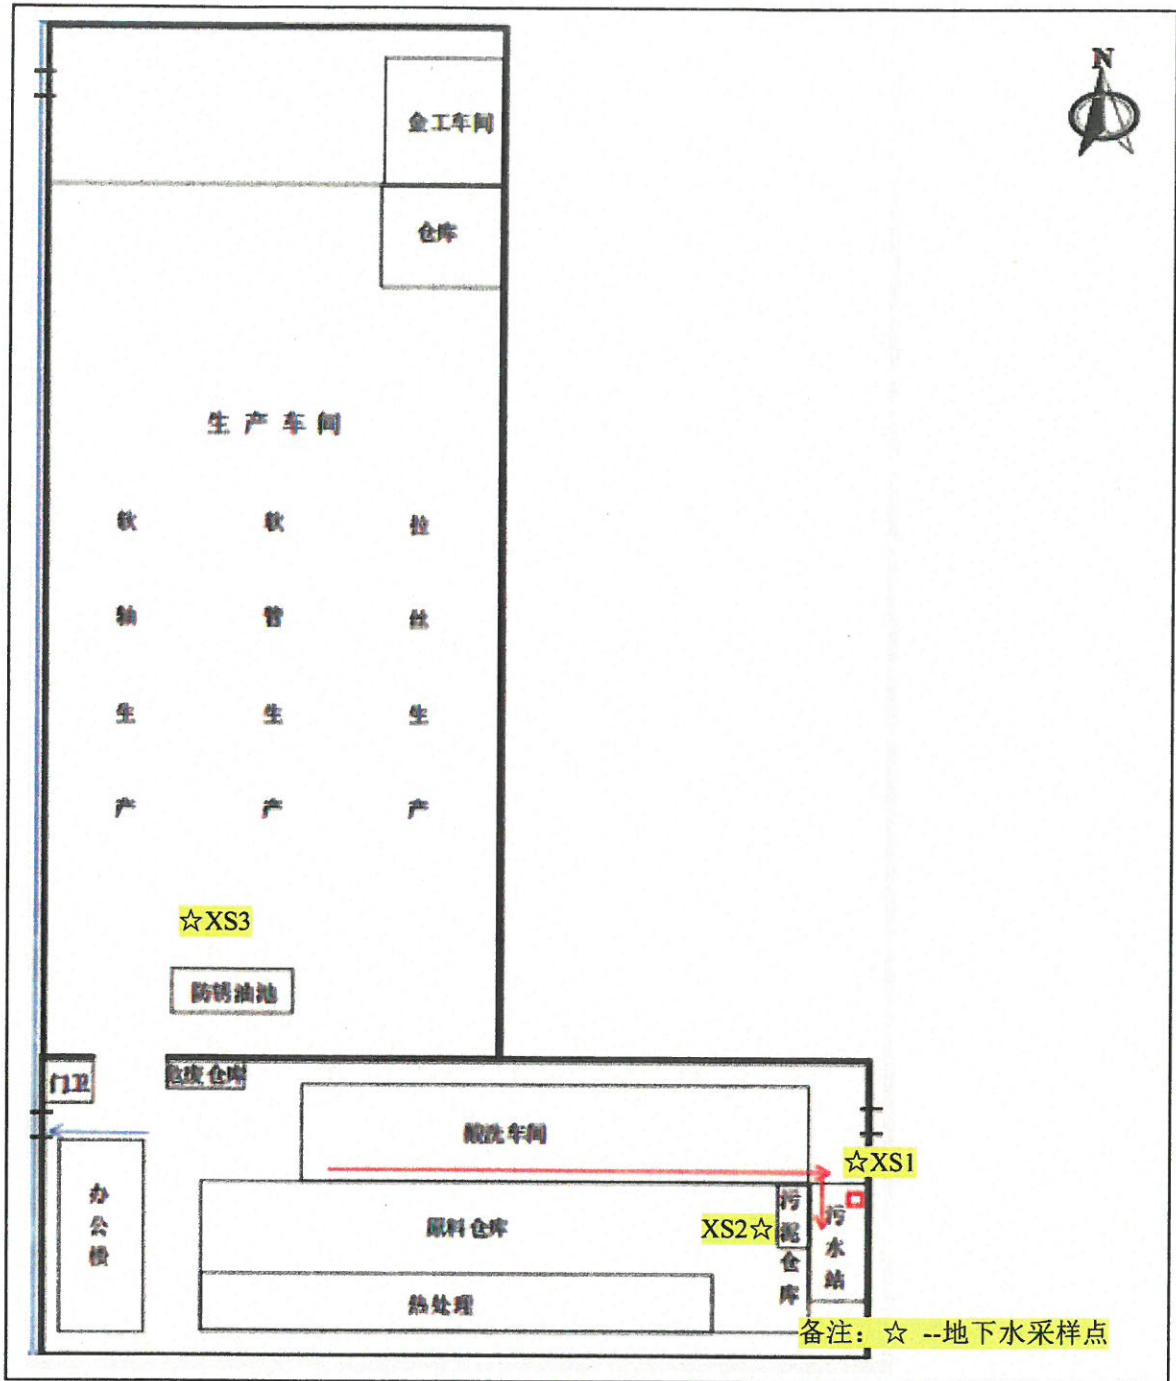 N
金工车间
仓库
生产车间
软轴生产
软管生产
拉丝生产
☆XS3
防锈油池
门卫
危废仓库
酸洗车间
☆XS1
办公楼
原料仓库
XS2☆
污泥仓库
污水站
热处理
备注：☆ --地下水采样点